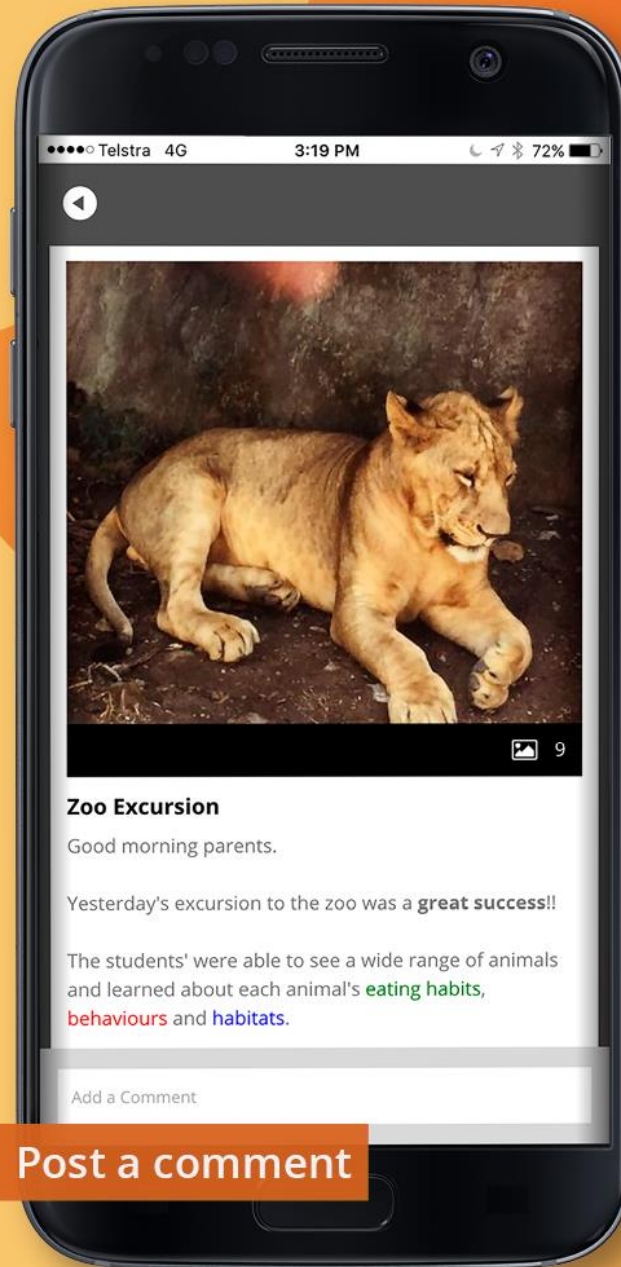 Telstra 4G 3:19 PM 72%
9
Zoo Excursion
Good morning parents.
Yesterday's excursion to the zoo was a great success!!
The students' were able to see a wide range of animals
and learned about each animal's eating habits,
behaviours and habitats.
Add a Comment
Post a comment